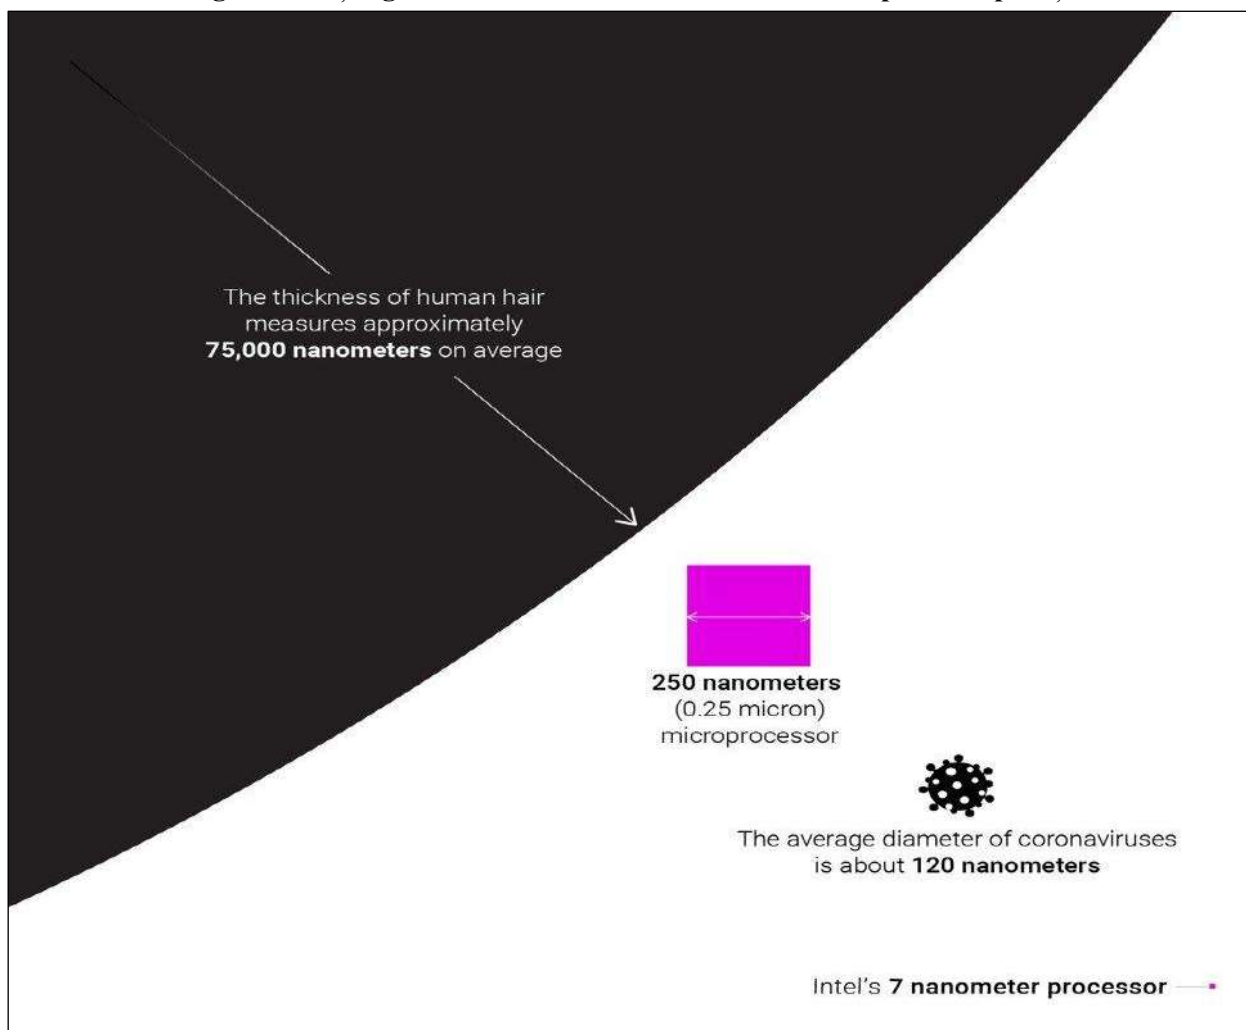 The thickness of human hair
measures approximately
75,000 nanometers on average
250 nanometers
(0.25 micron)
microprocessor
The average diameter of coronaviruses
is about 120 nanometers
Intel's 7 nanometer processor